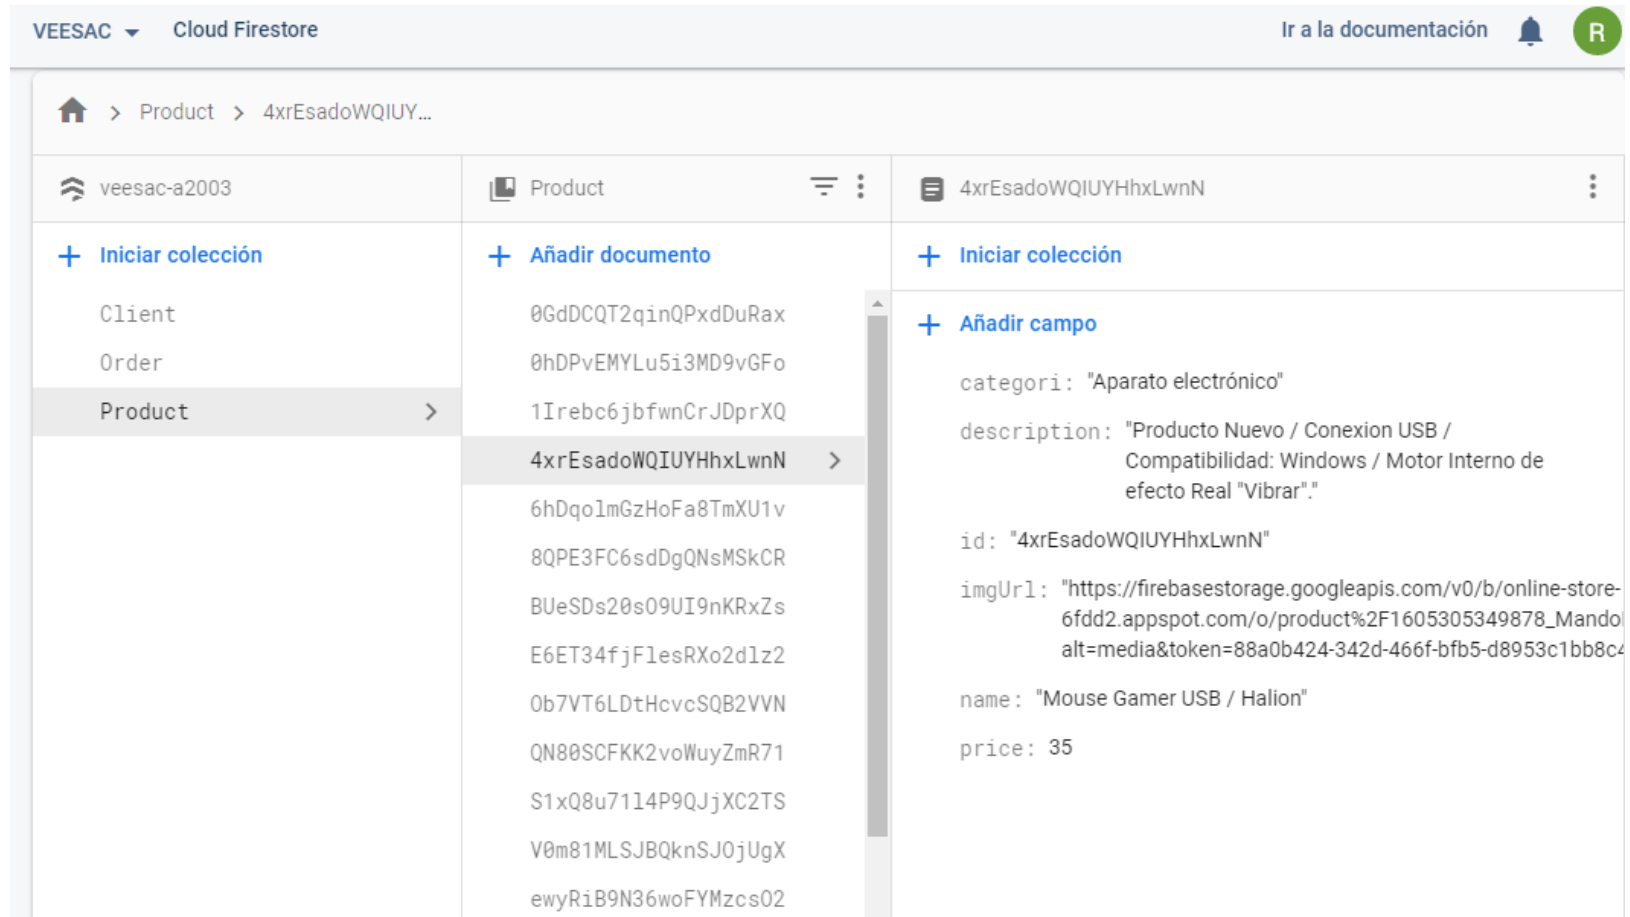 VEESAC Cloud Firestore Ir a la documentación R
Product > 4xrEsadoWQIUY...
veesac-a2003
Product
4xrEsadoWQIUYHhxLwnN
+ Iniciar colección
Client
Order
Product
+ Añadir documento
0GdDCQT2qinQPxdDuRax
0hDPvEMYLu5i3MD9vGFo
1Irebc6jbfwnCrJDprXQ
4xrEsadoWQIUYHhxLwnN
6hDqolmGzHoFa8TmXU1v
8QPE3FC6sdDgQNsMSkCR
BUeSDs20sO9UI9nKRxZs
E6ET34fjFlesRXo2dlz2
Ob7VT6LDtHcvcSQB2VVN
QN80SCFKK2voWuyZmR71
S1xQ8u71l4P9QJjXC2TS
V0m81MLSJBQknSJOjUgX
ewyRiB9N36woFYMzcsO2
+ Iniciar colección
+ Añadir campo
categori: "Aparato electrónico"
description: "Producto Nuevo / Conexion USB /
Compatibilidad: Windows / Motor Interno de
efecto Real "Vibrar"."
id: "4xrEsadoWQIUYHhxLwnN"
imgUrl: "https://firebasestorage.googleapis.com/v0/b/online-store-
6fdd2.appspot.com/o/product%2F1605305349878_Mando
alt=media&token=88a0b424-342d-466f-bfb5-d8953c1bb8c4
name: "Mouse Gamer USB / Halion"
price: 35